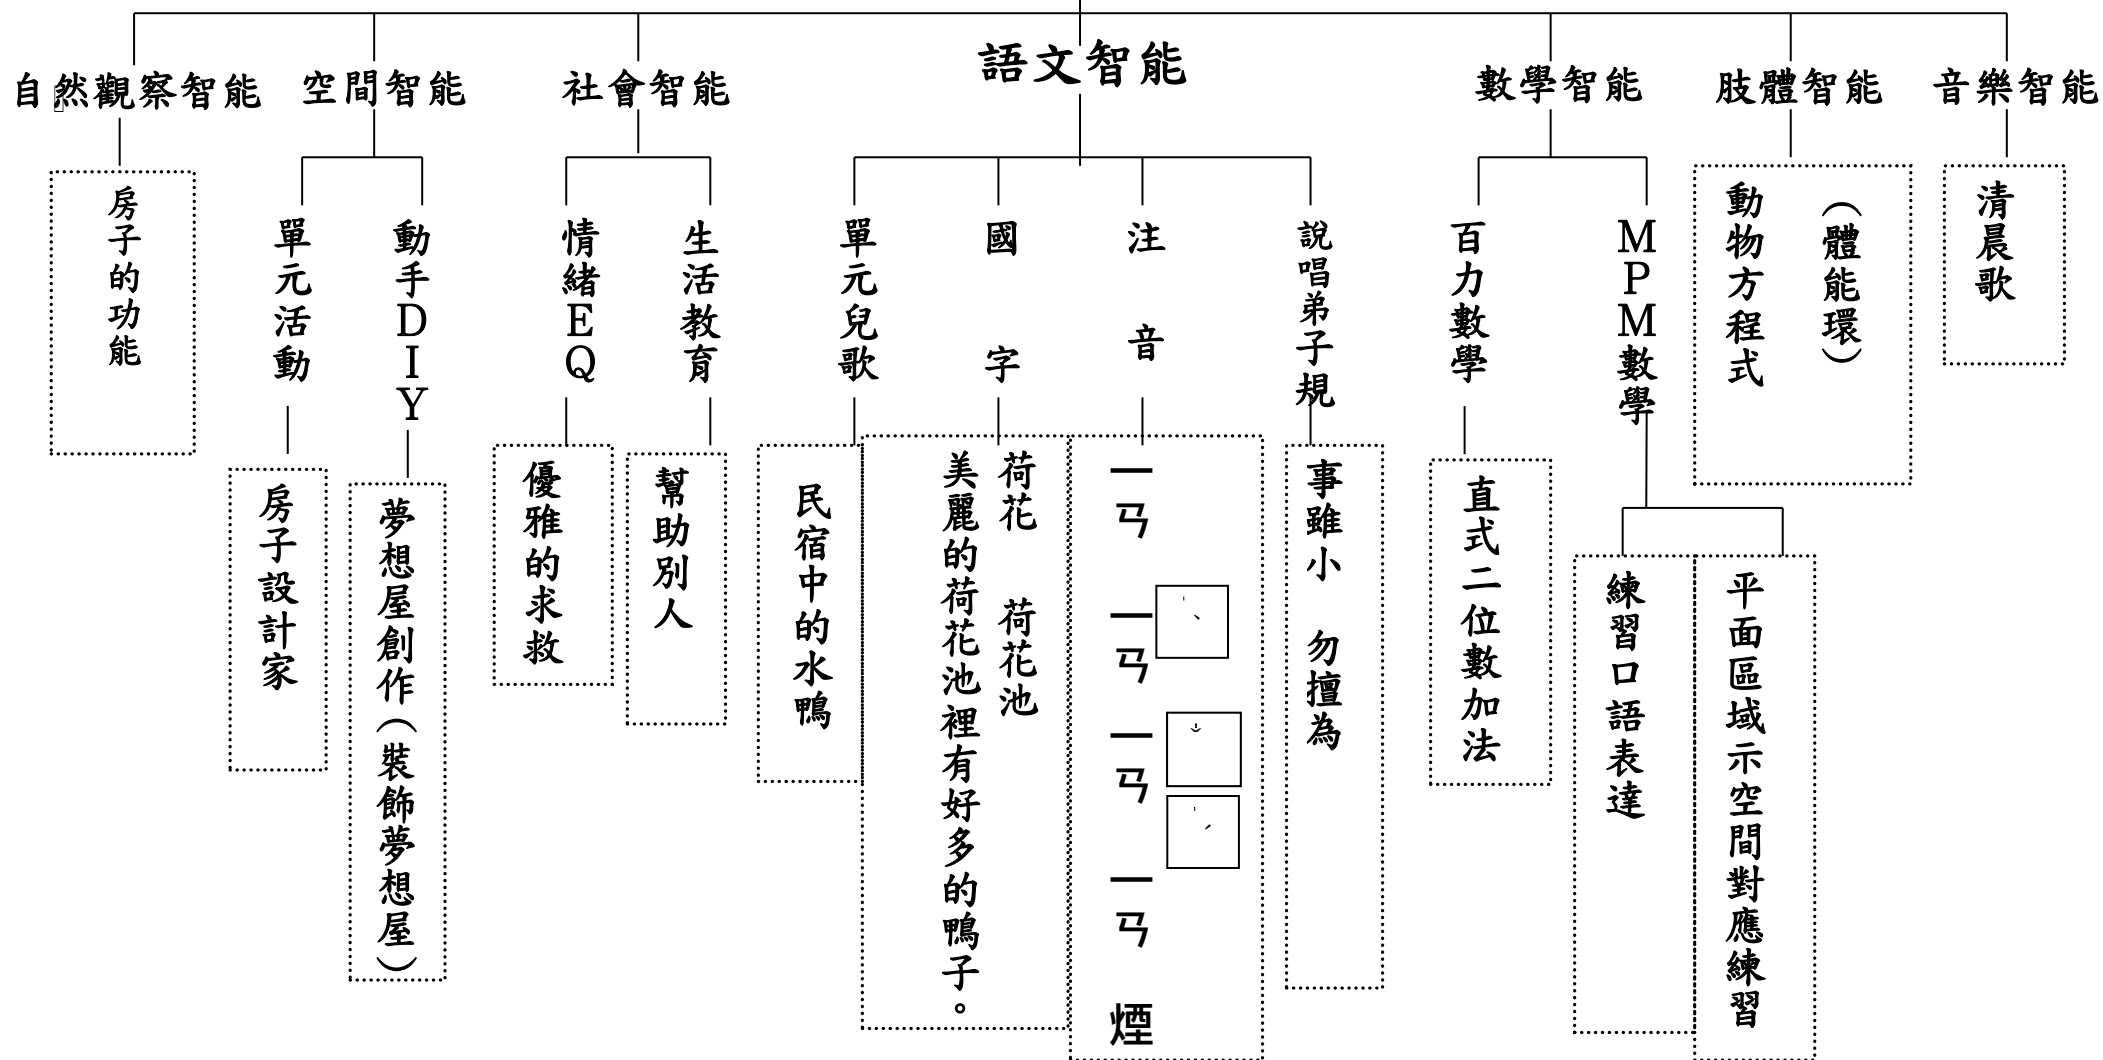 語文智能
自然觀察智能
空間智能
社會智能
數學智能
肢體智能
音樂智能
房子的功能
單元活動
動手DIY
情緒EQ
生活教育
單元兒歌
國字
注音
說唱弟子規
百力數學
MPM數學
動物方程式
（體能環）
清晨歌
房子設計家
夢想屋創作（裝飾夢想屋）
優雅的求救
幫助別人
民宿中的水鴨
荷花 荷花池
美麗的荷花池裡有好多的鴨子。
ㄧㄢ ㄧㄢˋ ㄧㄢˇ ㄧㄢˊ 煙
事雖小 勿擅為
直式二位數加法
練習口語表達
平面區域示空間對應練習